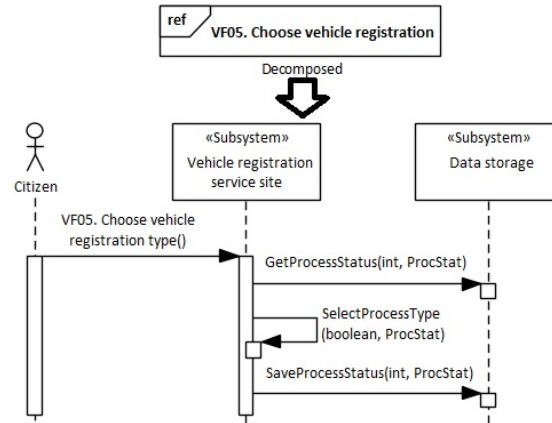 ref
VF05. Choose vehicle registration
Decomposed
«Subsystem»
Vehicle registration
service site
«Subsystem»
Data storage
Citizen
VF05. Choose vehicle
registration type()
GetProcessStatus(int, ProcStat)
SelectProcessType
(boolean, ProcStat)
SaveProcessStatus(int, ProcStat)